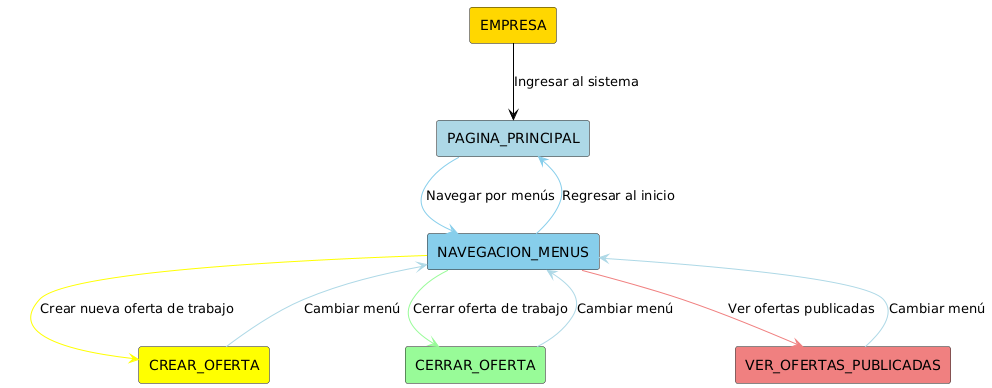 EMPRESA
Ingresar al sistema
PAGINA_PRINCIPAL
Navegar por menús
Regresar al inicio
NAVEGACION_MENUS
Crear nueva oferta de trabajo
Cambiar menú
Cerrar oferta de trabajo
Cambiar menú
Ver ofertas publicadas
Cambiar menú
CREAR_OFERTA
CERRAR_OFERTA
VER_OFERTAS_PUBLICADAS